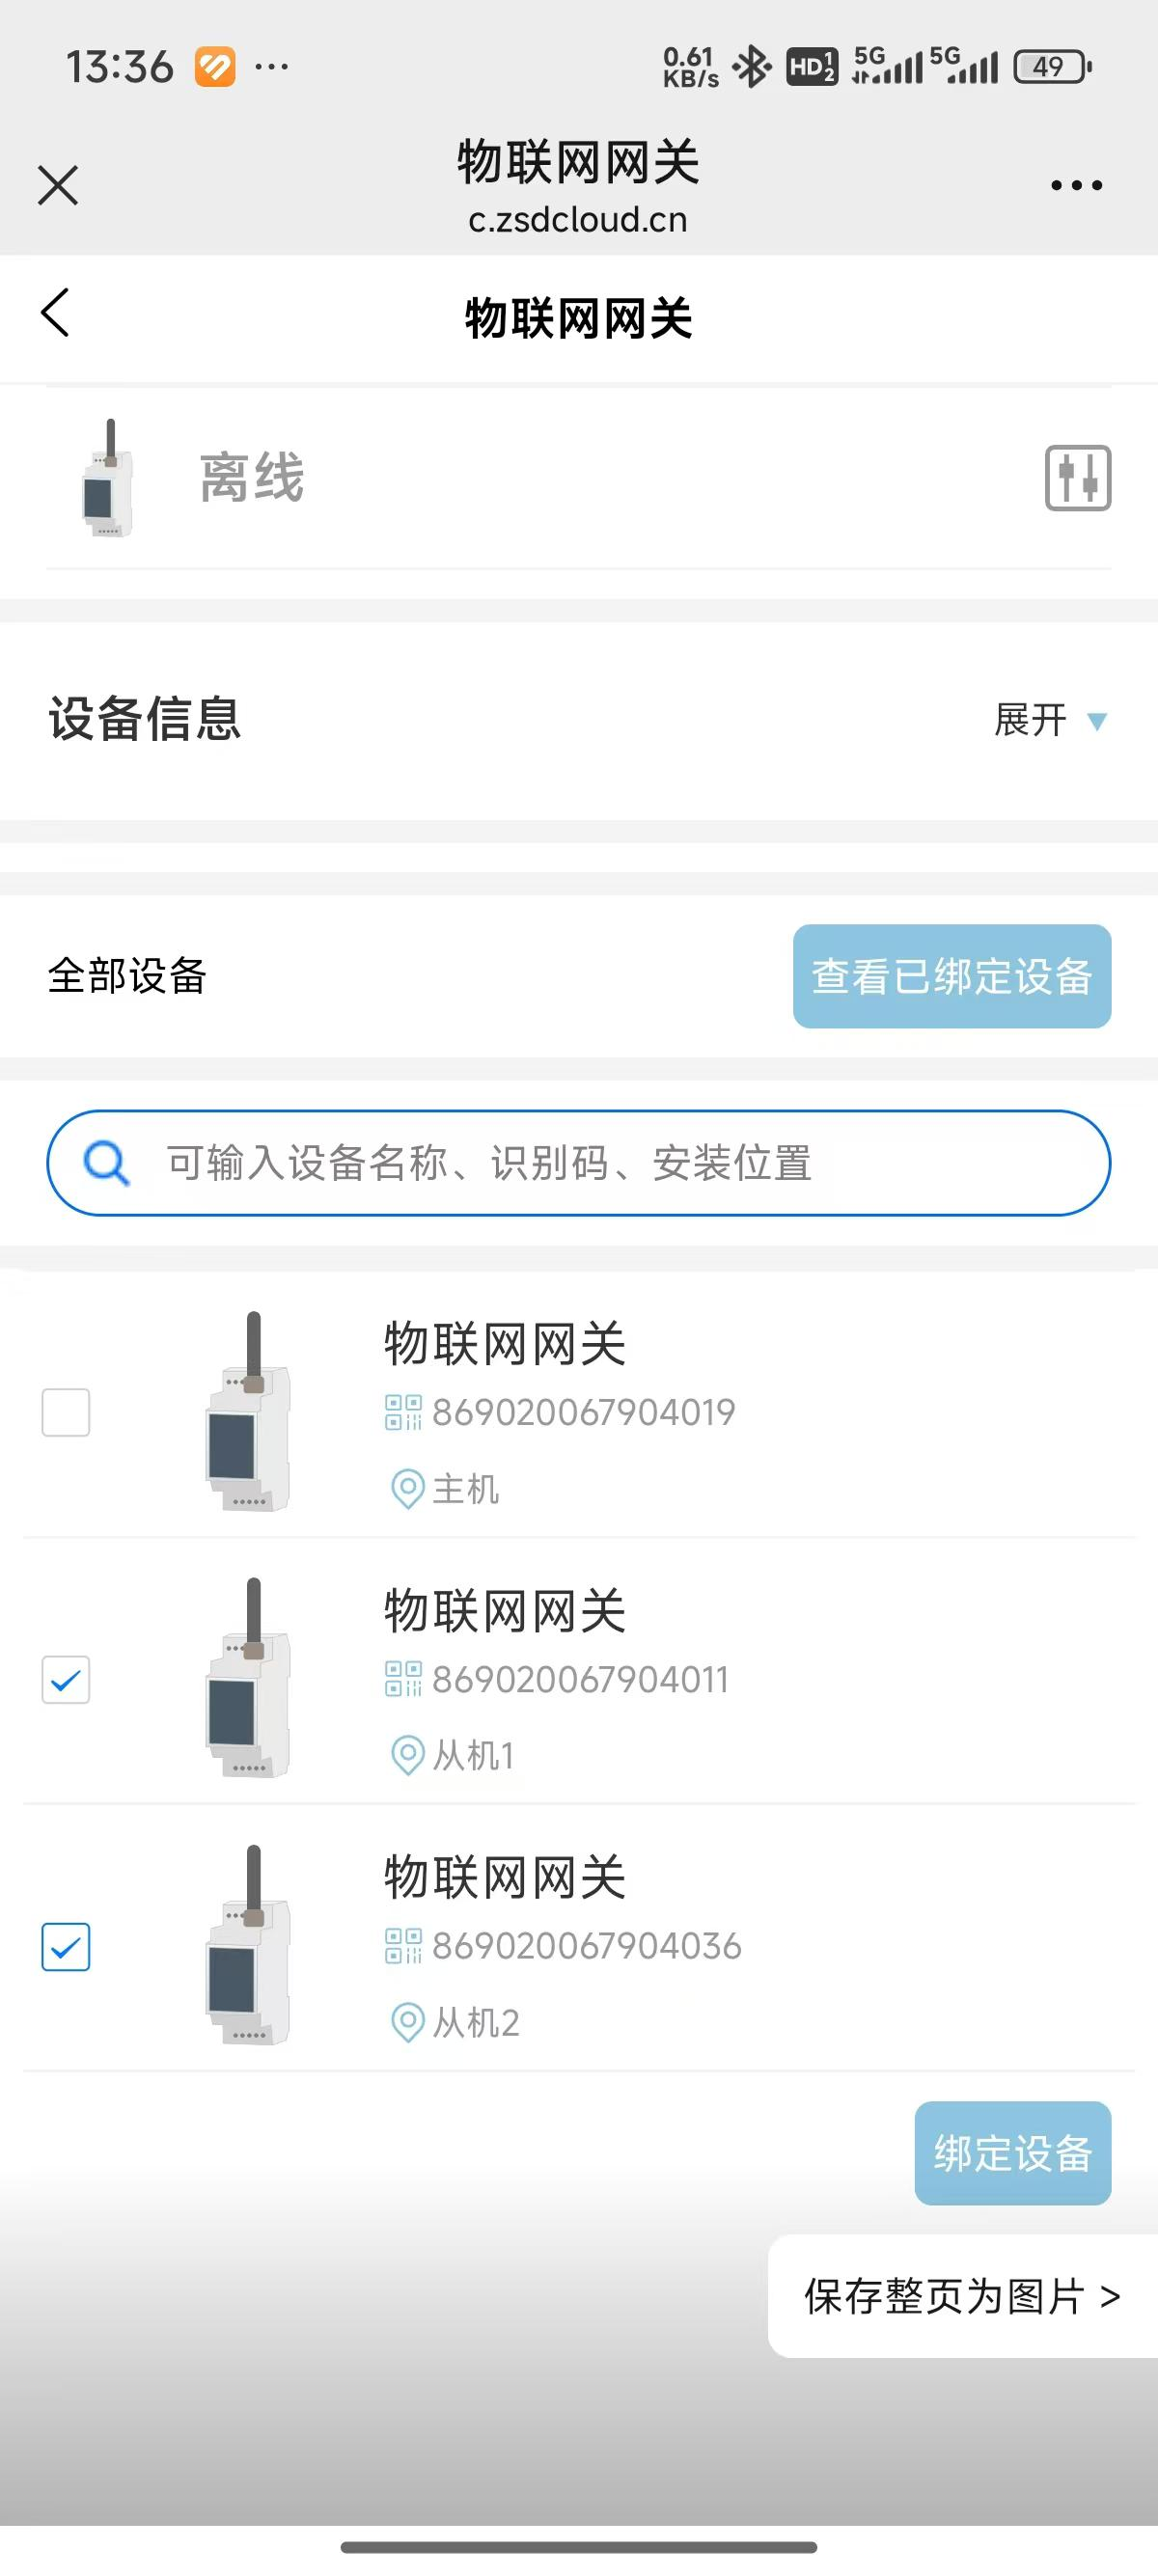 13:36
0.61 KB/s HD 1 2 5G 5G 49
物联网网关
c.zsdcloud.cn
物联网网关
离线
设备信息 展开
全部设备 查看已绑定设备
可输入设备名称、识别码、安装位置
物联网网关
869020067904019
主机
物联网网关
869020067904011
从机1
物联网网关
869020067904036
从机2
绑定设备
保存整页为图片 >